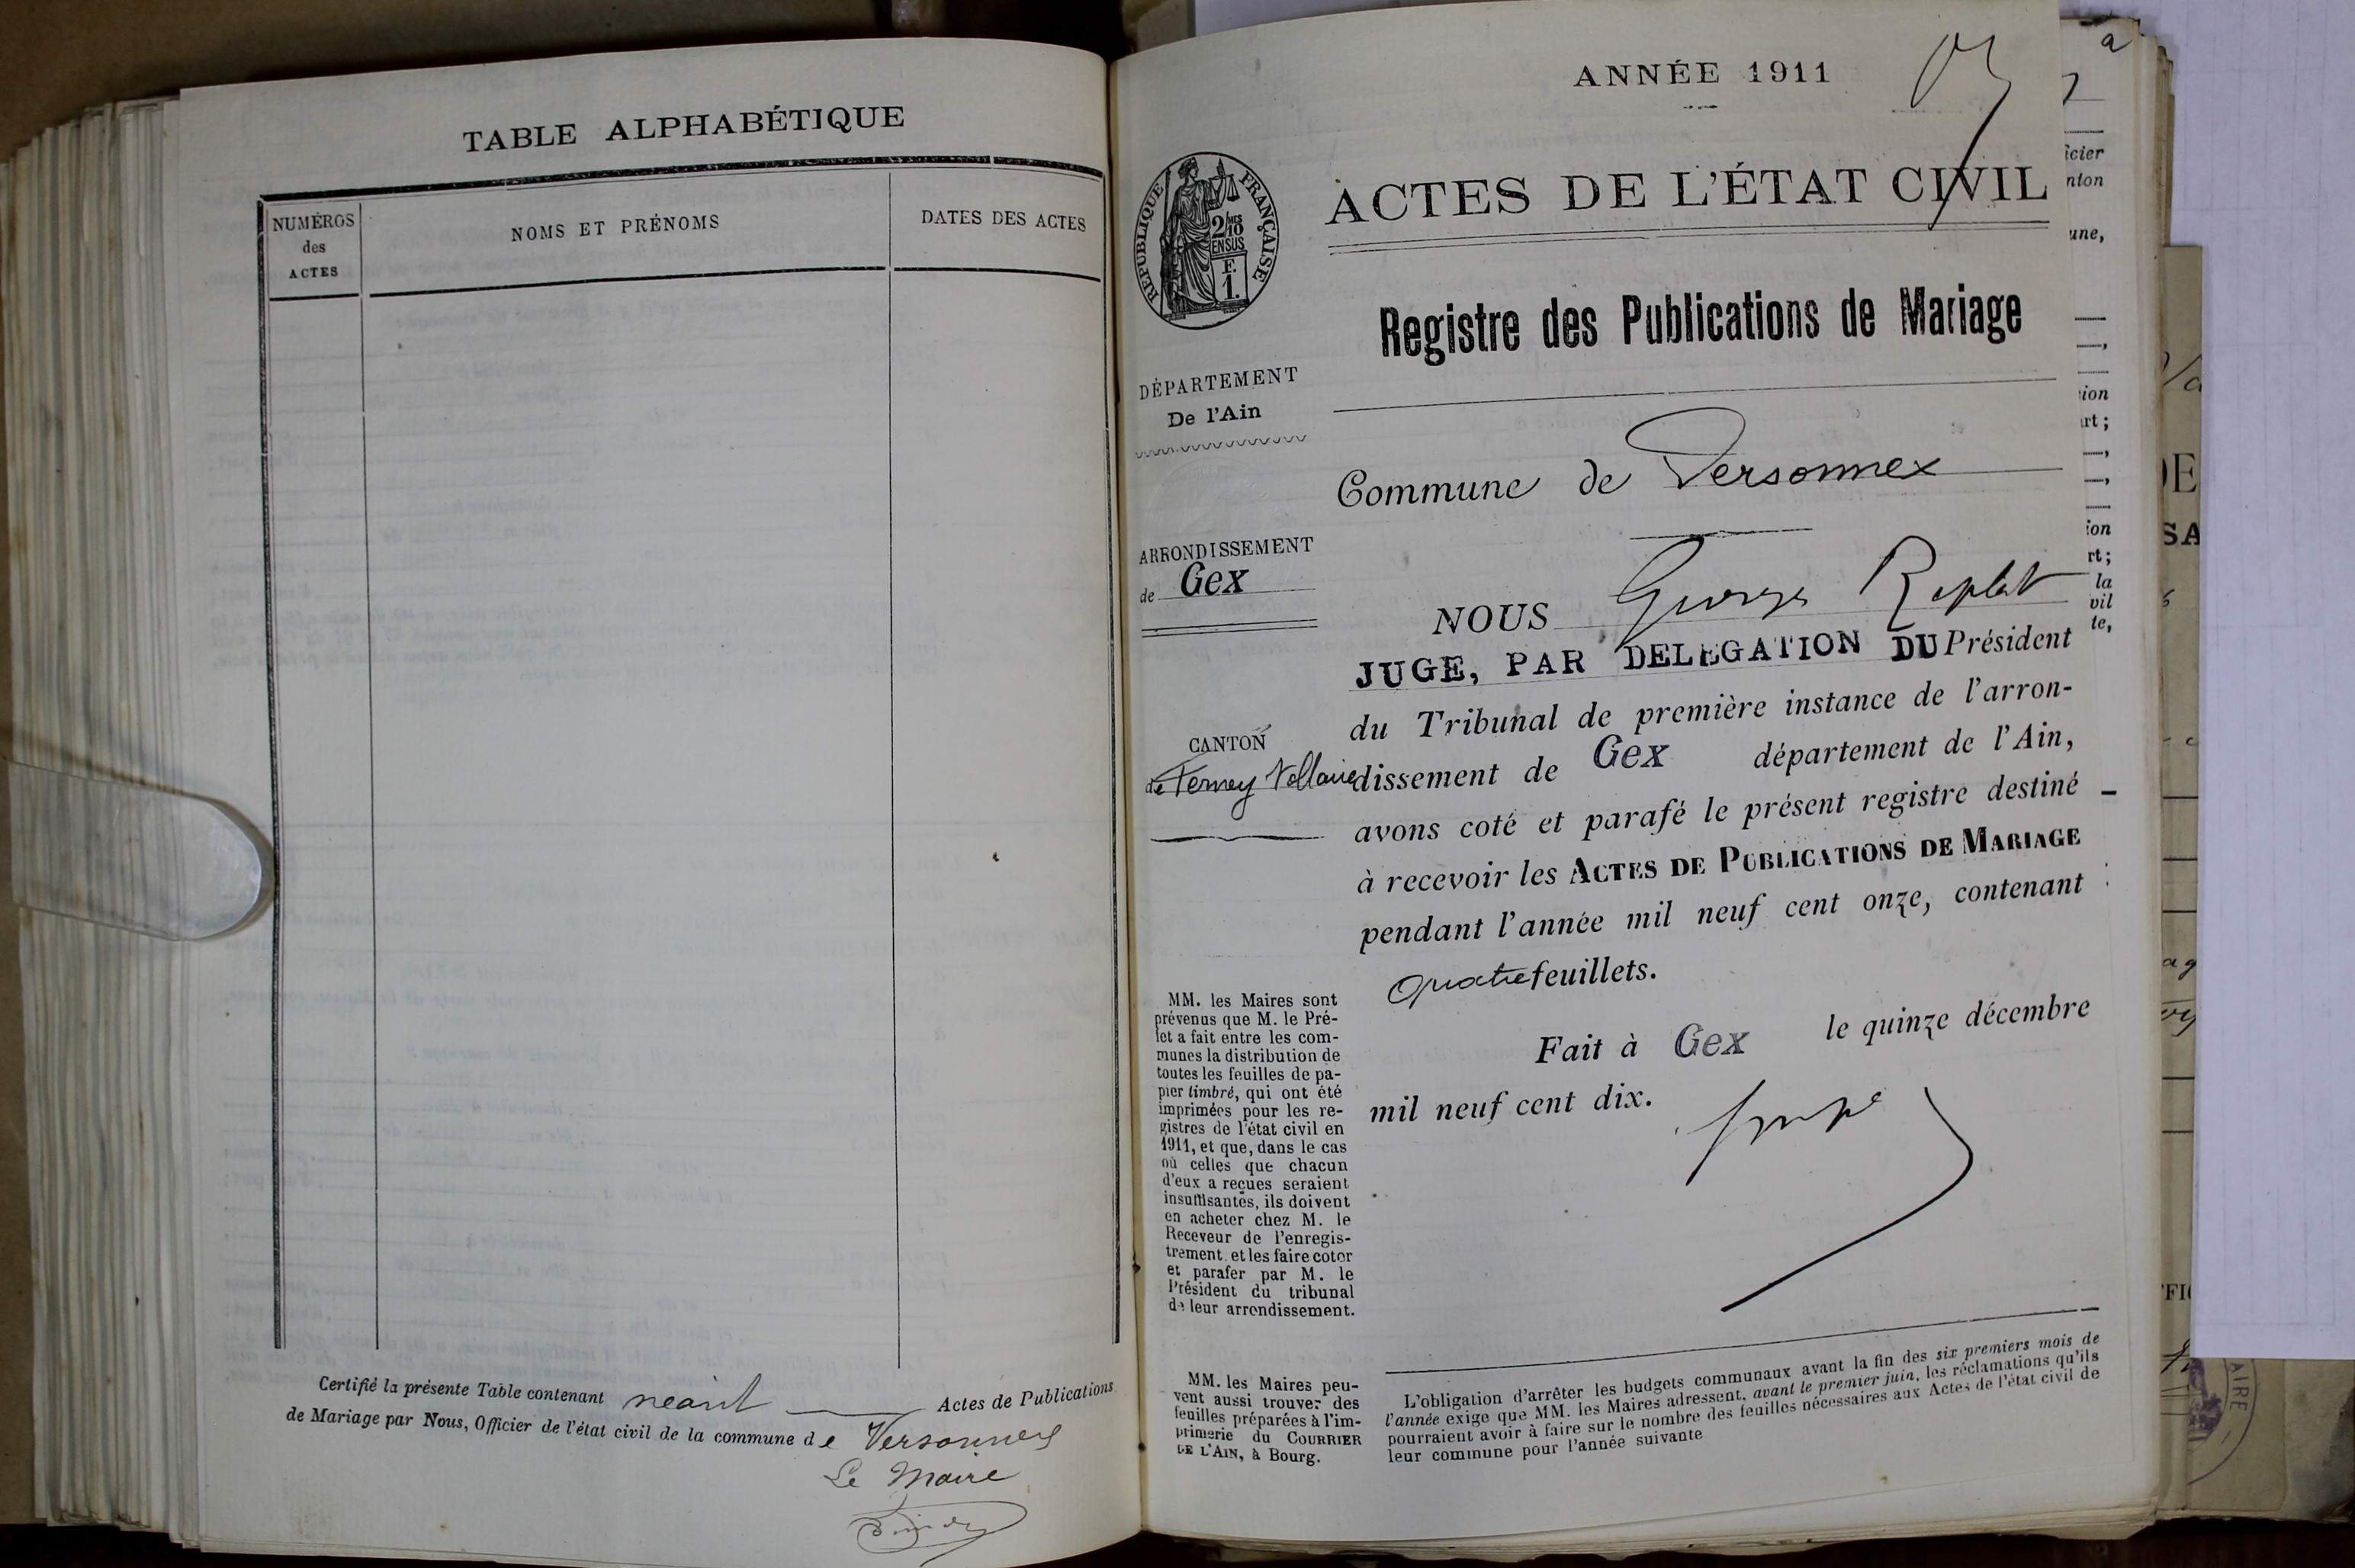 TABLE ALPHABÉTIQUE
NUMÉROS
des
ACTES
NOMS ET PRÉNOMS
DATES DES ACTES
Certifié la présente Table contenant neant Actes de Publications
de Mariage par Nous, Officier de l'état civil de la commune de Versonnex
Le Maire
ANNÉE 1911
ACTES DE L'ÉTAT CIVIL
RÉPUBLIQUE FRANÇAISE
2/10
EN SUS
F.
1.
Registre des Publications de Mariage
DÉPARTEMENT
De l'Ain
Commune de Versonnex
ARRONDISSEMENT
de Gex
CANTON
de Ferney Voltaire
NOUS Georges Replat
JUGE, PAR DELEGATION DU Président
du Tribunal de première instance de l'arron-
dissement de Gex département de l'Ain,
avons coté et parafé le présent registre destiné
à recevoir les ACTES DE PUBLICATIONS DE MARIAGE
pendant l'année mil neuf cent onze, contenant
quatre feuillets.
Fait à Gex le quinze décembre
mil neuf cent dix.
MM. les Maires sont
prévenus que M. le Pré-
fet a fait entre les com-
munes la distribution de
toutes les feuilles de pa-
pier timbré, qui ont été
imprimées pour les re-
gistres de l'état civil en
1911, et que, dans le cas
où celles que chacun
d'eux a reçues seraient
insuffisantes, ils doivent
en acheter chez M. le
Receveur de l'enregis-
trement et les faire coter
et parafer par M. le
Président du tribunal
de leur arrondissement.
MM. les Maires peu-
vent aussi trouver des
feuilles préparées à l'im-
primerie du COURRIER
DE L'AIN, à Bourg.
L'obligation d'arrêter les budgets communaux avant la fin des six premiers mois de
l'année exige que MM. les Maires adressent, avant le premier juin, les réclamations qu'ils
pourraient avoir à faire sur le nombre des feuilles nécessaires aux Actes de l'état civil de
leur commune pour l'année suivante